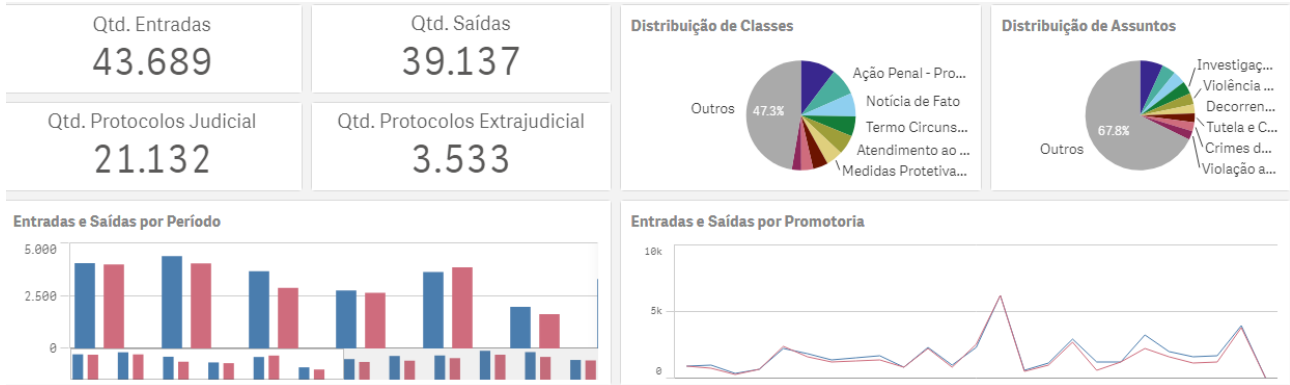 Qtd. Entradas
43.689
Qtd. Saídas
39.137
Qtd. Protocolos Judicial
21.132
Qtd. Protocolos Extrajudicial
3.533
Distribuição de Classes
Outros
47.3%
Ação Penal - Pro...
Notícia de Fato
Termo Circuns...
Atendimento ao ...
Medidas Protetiva...
Distribuição de Assuntos
Outros
67.8%
Investigaç...
Violência ...
Decorren...
Tutela e C...
Crimes d...
Violação a...
Entradas e Saídas por Período
5.000
2.500
0
Entradas e Saídas por Promotoria
10k
5k
0